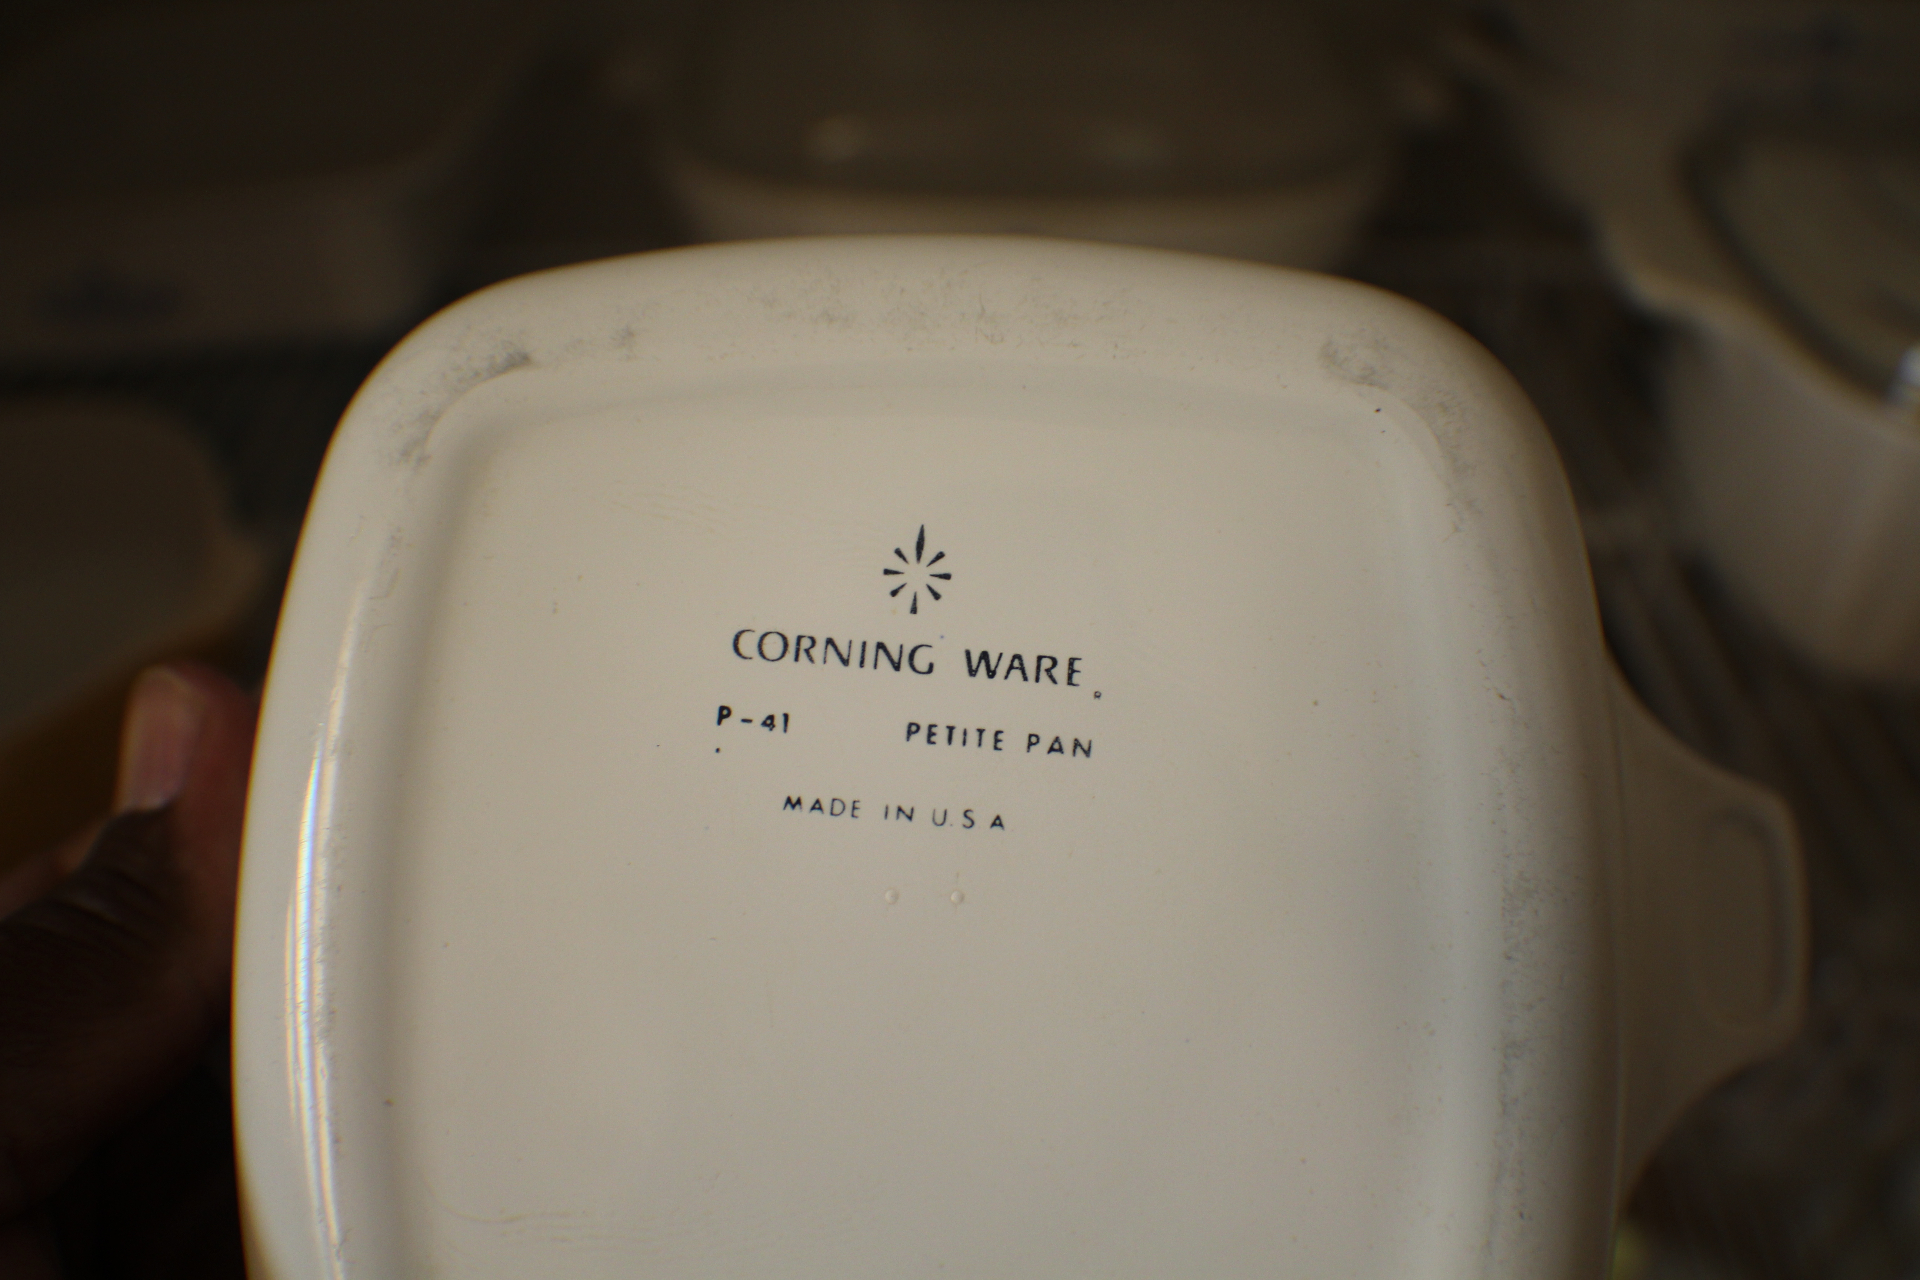 CORNING WARE ®
P-41 PETITE PAN
MADE IN U.S A